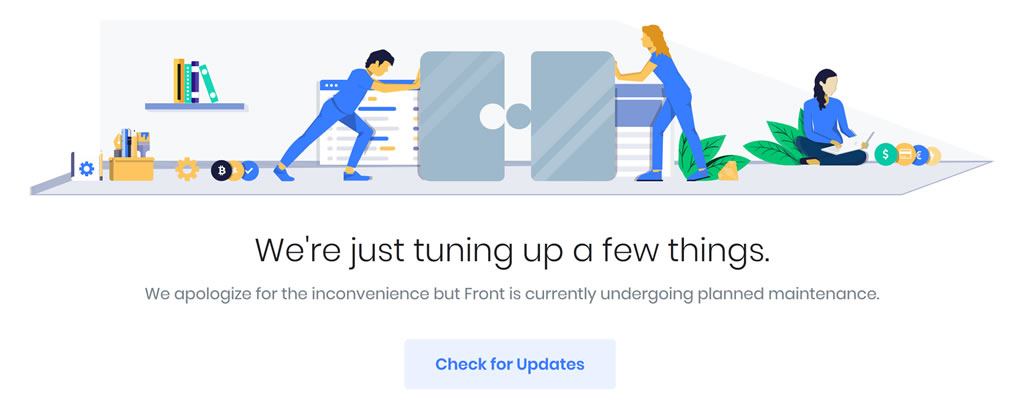 We're just tuning up a few things.
We apologize for the inconvenience but Front is currently undergoing planned maintenance.
Check for Updates